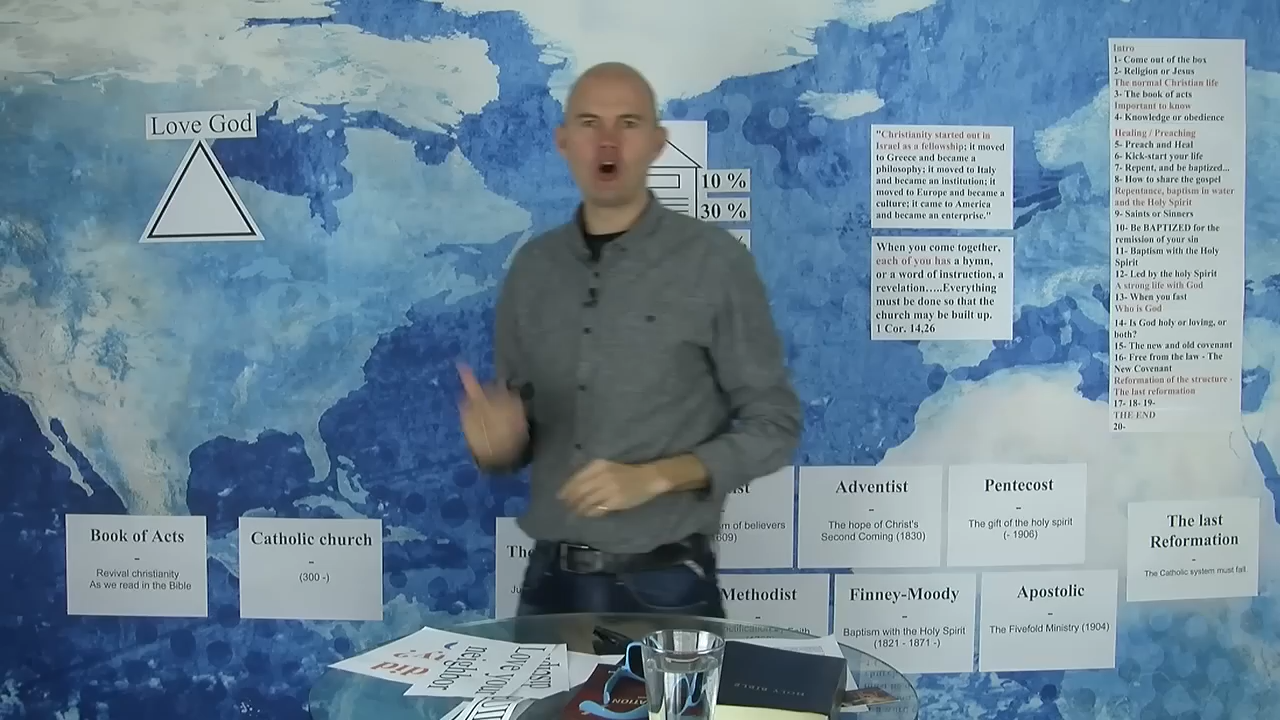 Love God
10 %
30 %
"Christianity started out in
Israel as a fellowship; it moved
to Greece and became a
philosophy; it moved to Italy
and became an institution; it
moved to Europe and became a
culture; it came to America
and became an enterprise."
When you come together,
each of you has a hymn,
or a word of instruction, a
revelation…..Everything
must be done so that the
church may be built up.
1 Cor. 14,26
Intro
1- Come out of the box
2- Religion or Jesus
The normal Christian life
3- The book of acts
Important to know
4- Knowledge or obedience
Healing / Preaching
5- Preach and Heal
6- Kick-start your life
7- Repent, and be baptized...
8- How to share the gospel
Repentance, baptism in water
and the Holy Spirit
9- Saints or Sinners
10- Be BAPTIZED for the
remission of your sin
11- Baptism with the Holy
Spirit
12- Led by the holy Spirit
A strong life with God
13- When you fast
Who is God
14- Is God holy or loving, or
both?
15- The new and old covenant
16- Free from the law - The
New Covenant
Reformation of the structure -
The last reformation
17- 18- 19-
THE END
20-
Book of Acts
-
Revival christianity
As we read in the Bible
Catholic church
-
(300 -)
of believers
Adventist
-
The hope of Christ's
Second Coming (1830)
Pentecost
-
The gift of the holy spirit
(- 1906)
The last
Reformation
-
The Catholic system must fall.
Methodist
Finney-Moody
-
Baptism with the Holy Spirit
(1821 - 1871 -)
Apostolic
-
The Fivefold Ministry (1904)
Love your
neighbor
HOLY BIBLE